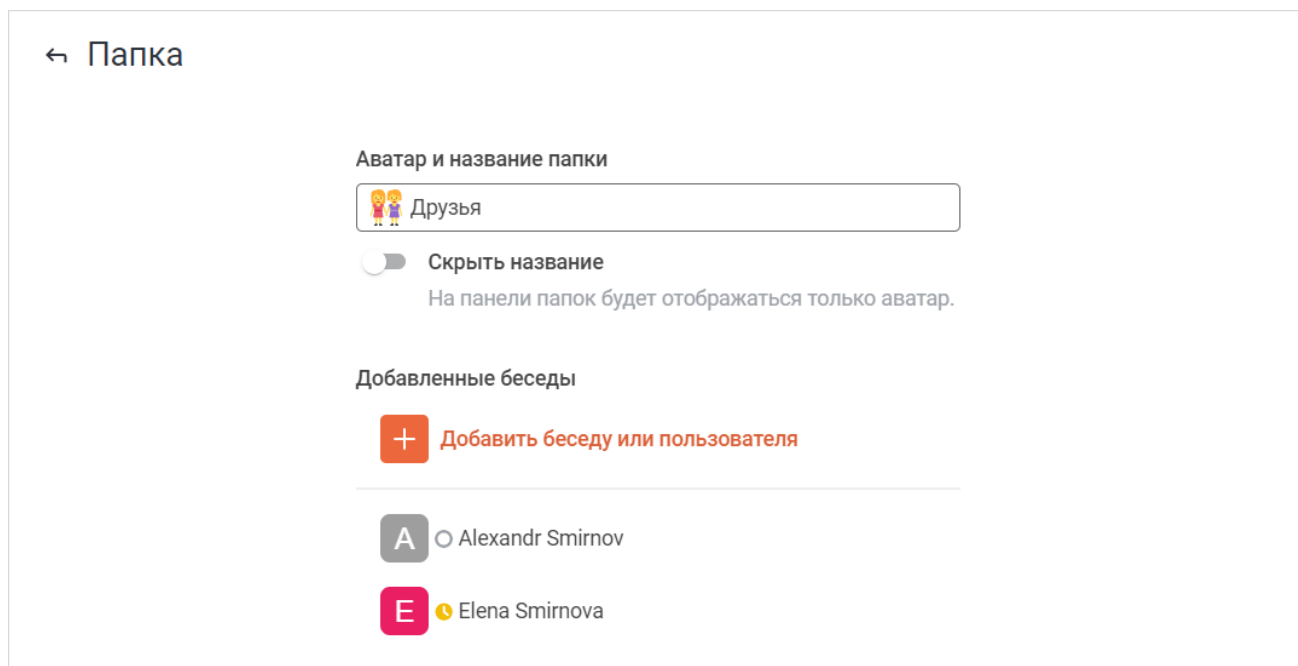 Папка
Аватар и название папки
👭 Друзья
Скрыть название
На панели папок будет отображаться только аватар.
Добавленные беседы
+ Добавить беседу или пользователя
A Alexandr Smirnov
E Elena Smirnova